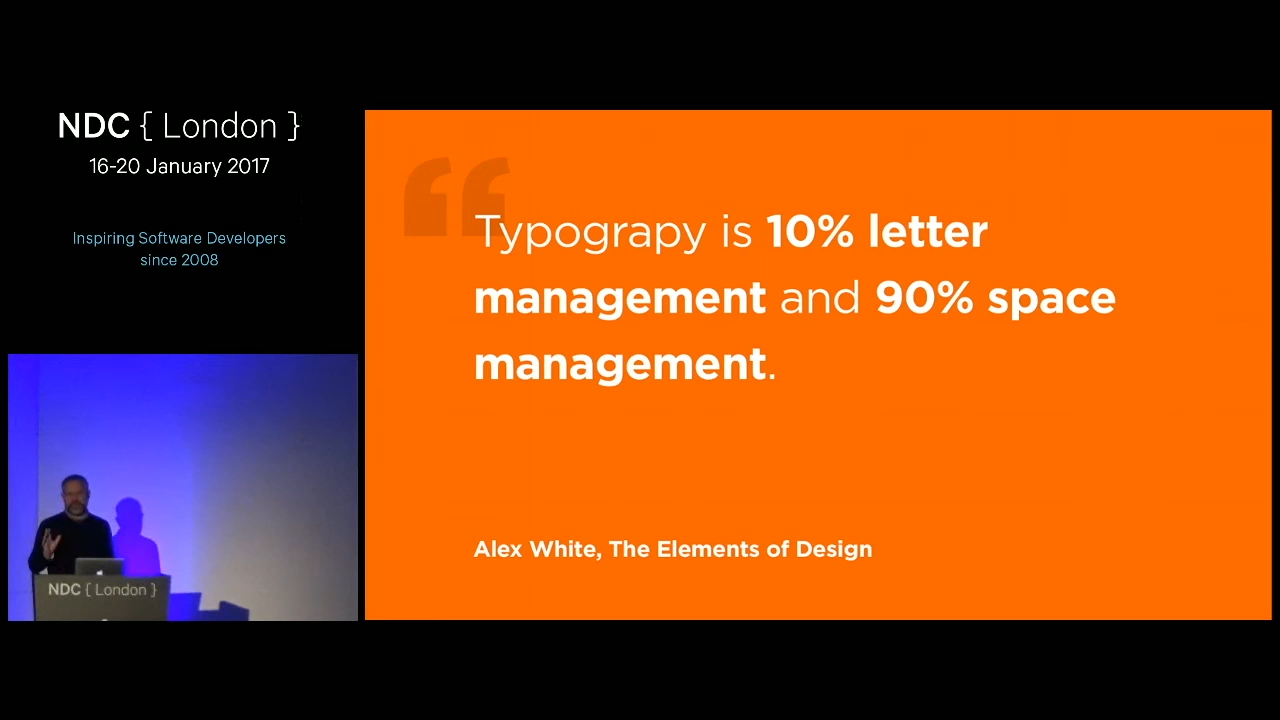 NDC { London }
16-20 January 2017
Inspiring Software Developers
since 2008
“
Typograpy is 10% letter
management and 90% space
management.
Alex White, The Elements of Design
NDC { London }